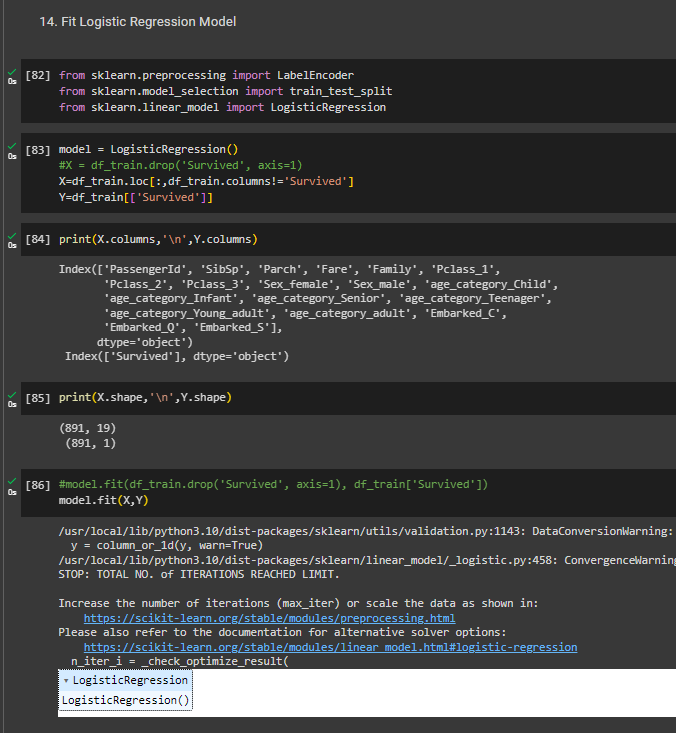 14. Fit Logistic Regression Model
0s
[82] from sklearn.preprocessing import LabelEncoder
from sklearn.model_selection import train_test_split
from sklearn.linear_model import LogisticRegression
0s
[83] model = LogisticRegression()
#X = df_train.drop('Survived', axis=1)
X=df_train.loc[:,df_train.columns!='Survived']
Y=df_train[['Survived']]
0s
[84] print(X.columns,'\n',Y.columns)
Index(['PassengerId', 'SibSp', 'Parch', 'Fare', 'Family', 'Pclass_1',
'Pclass_2', 'Pclass_3', 'Sex_female', 'Sex_male', 'age_category_Child',
'age_category_Infant', 'age_category_Senior', 'age_category_Teenager',
'age_category_Young_adult', 'age_category_adult', 'Embarked_C',
'Embarked_Q', 'Embarked_S'],
dtype='object')
Index(['Survived'], dtype='object')
0s
[85] print(X.shape,'\n',Y.shape)
(891, 19)
(891, 1)
0s
[86] #model.fit(df_train.drop('Survived', axis=1), df_train['Survived'])
model.fit(X,Y)
/usr/local/lib/python3.10/dist-packages/sklearn/utils/validation.py:1143: DataConversionWarning:
y = column_or_1d(y, warn=True)
/usr/local/lib/python3.10/dist-packages/sklearn/linear_model/_logistic.py:458: ConvergenceWarning
STOP: TOTAL NO. of ITERATIONS REACHED LIMIT.
Increase the number of iterations (max_iter) or scale the data as shown in:
https://scikit-learn.org/stable/modules/preprocessing.html
Please also refer to the documentation for alternative solver options:
https://scikit-learn.org/stable/modules/linear_model.html#logistic-regression
n_iter_i = _check_optimize_result(
LogisticRegression
LogisticRegression()